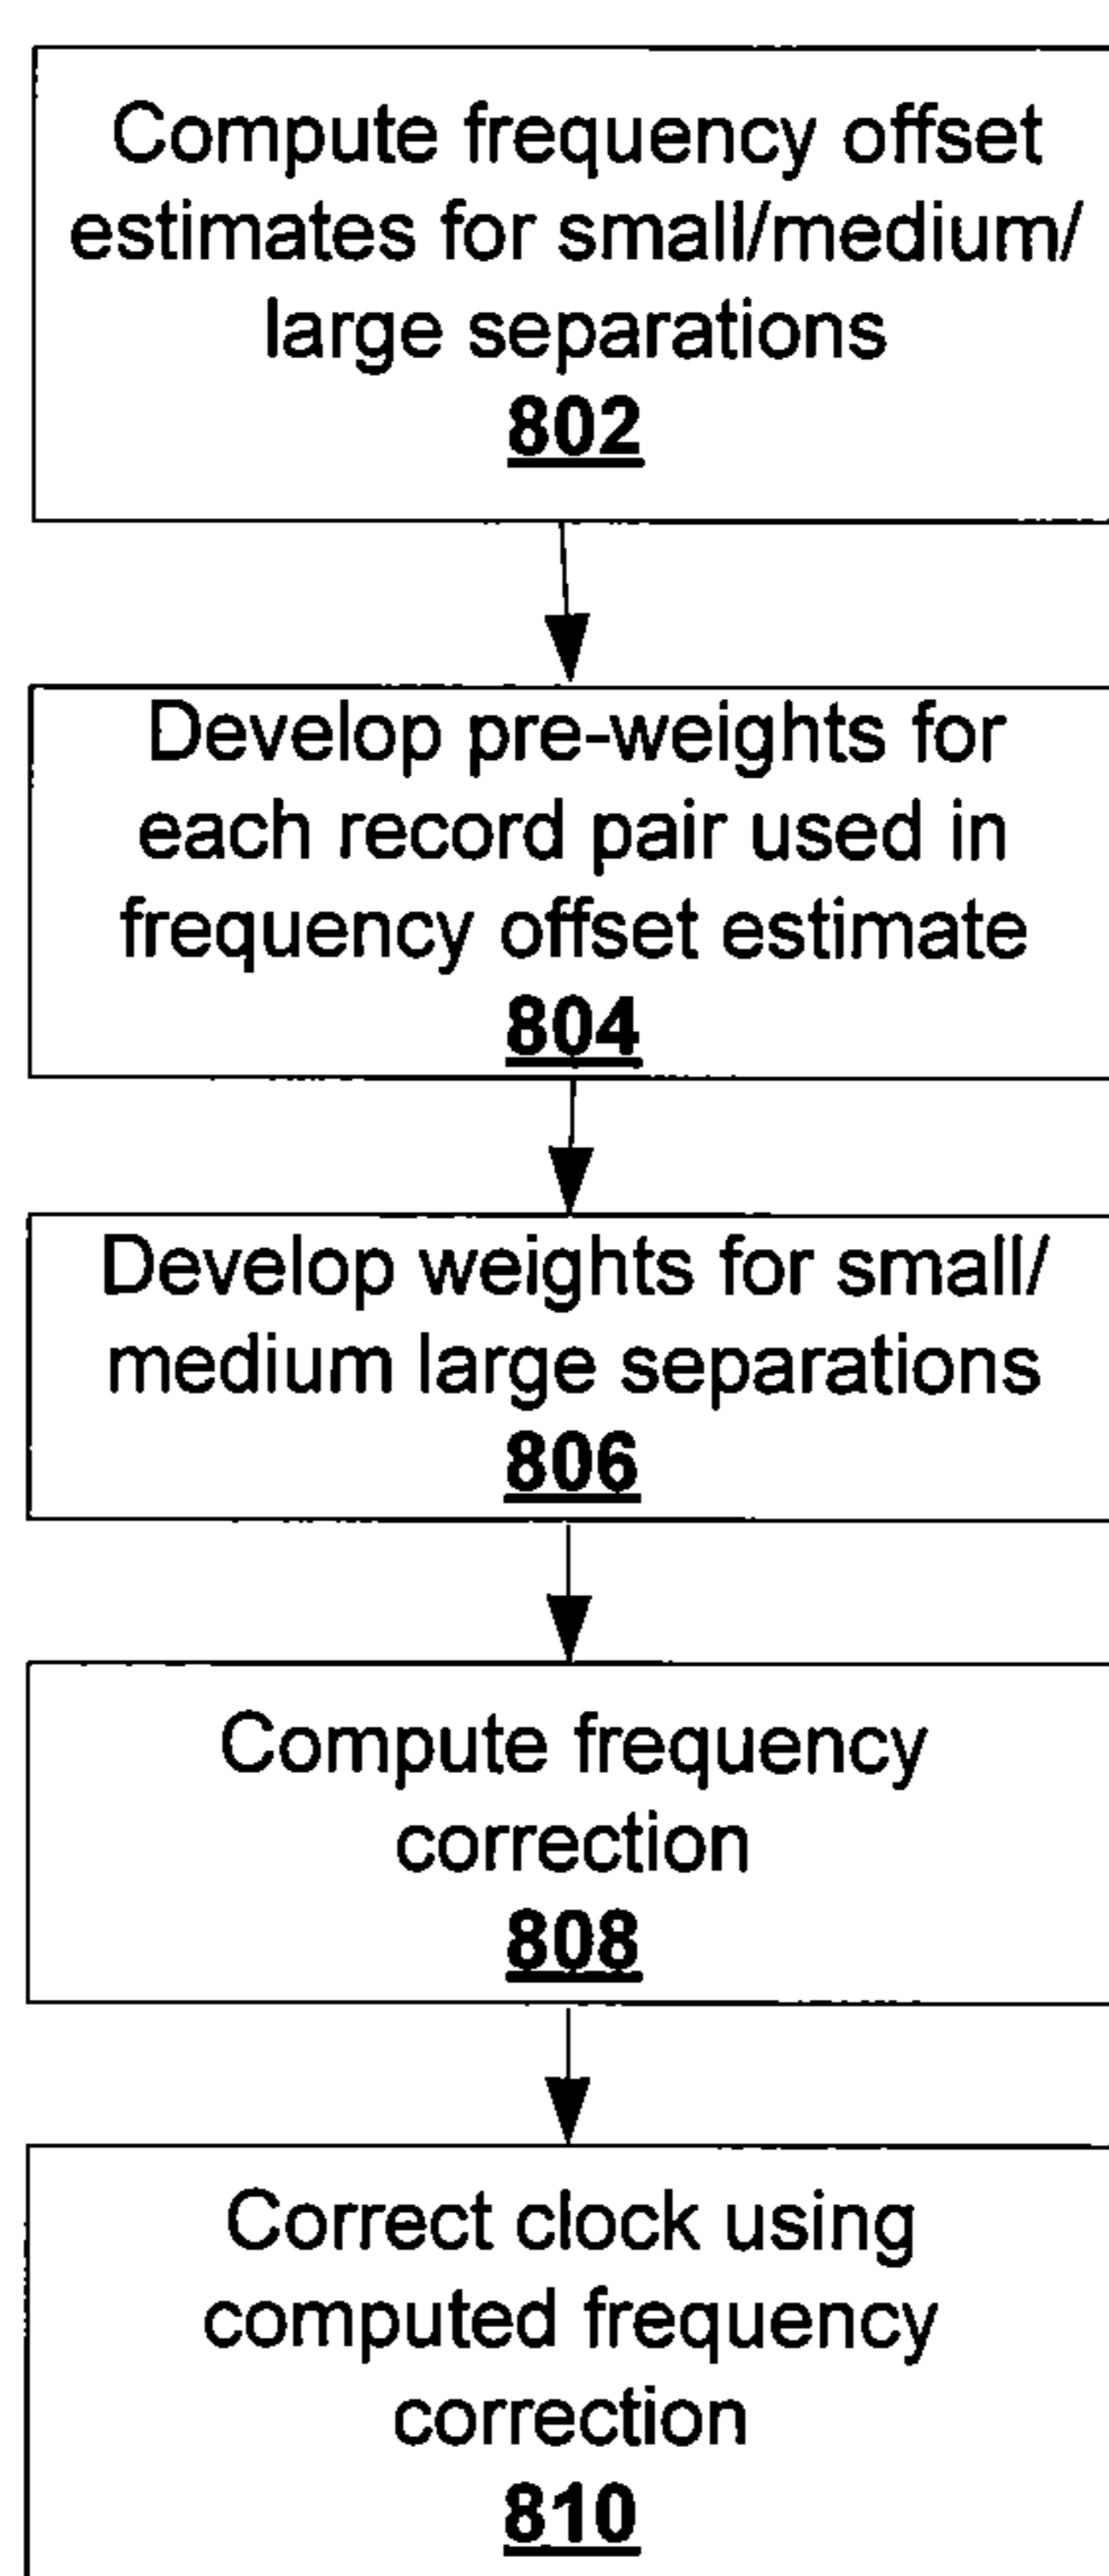 Compute frequency offset
estimates for small/medium/
large separations
802
Develop pre-weights for
each record pair used in
frequency offset estimate
804
Develop weights for small/
medium large separations
806
Compute frequency
correction
808
Correct clock using
computed frequency
correction
810